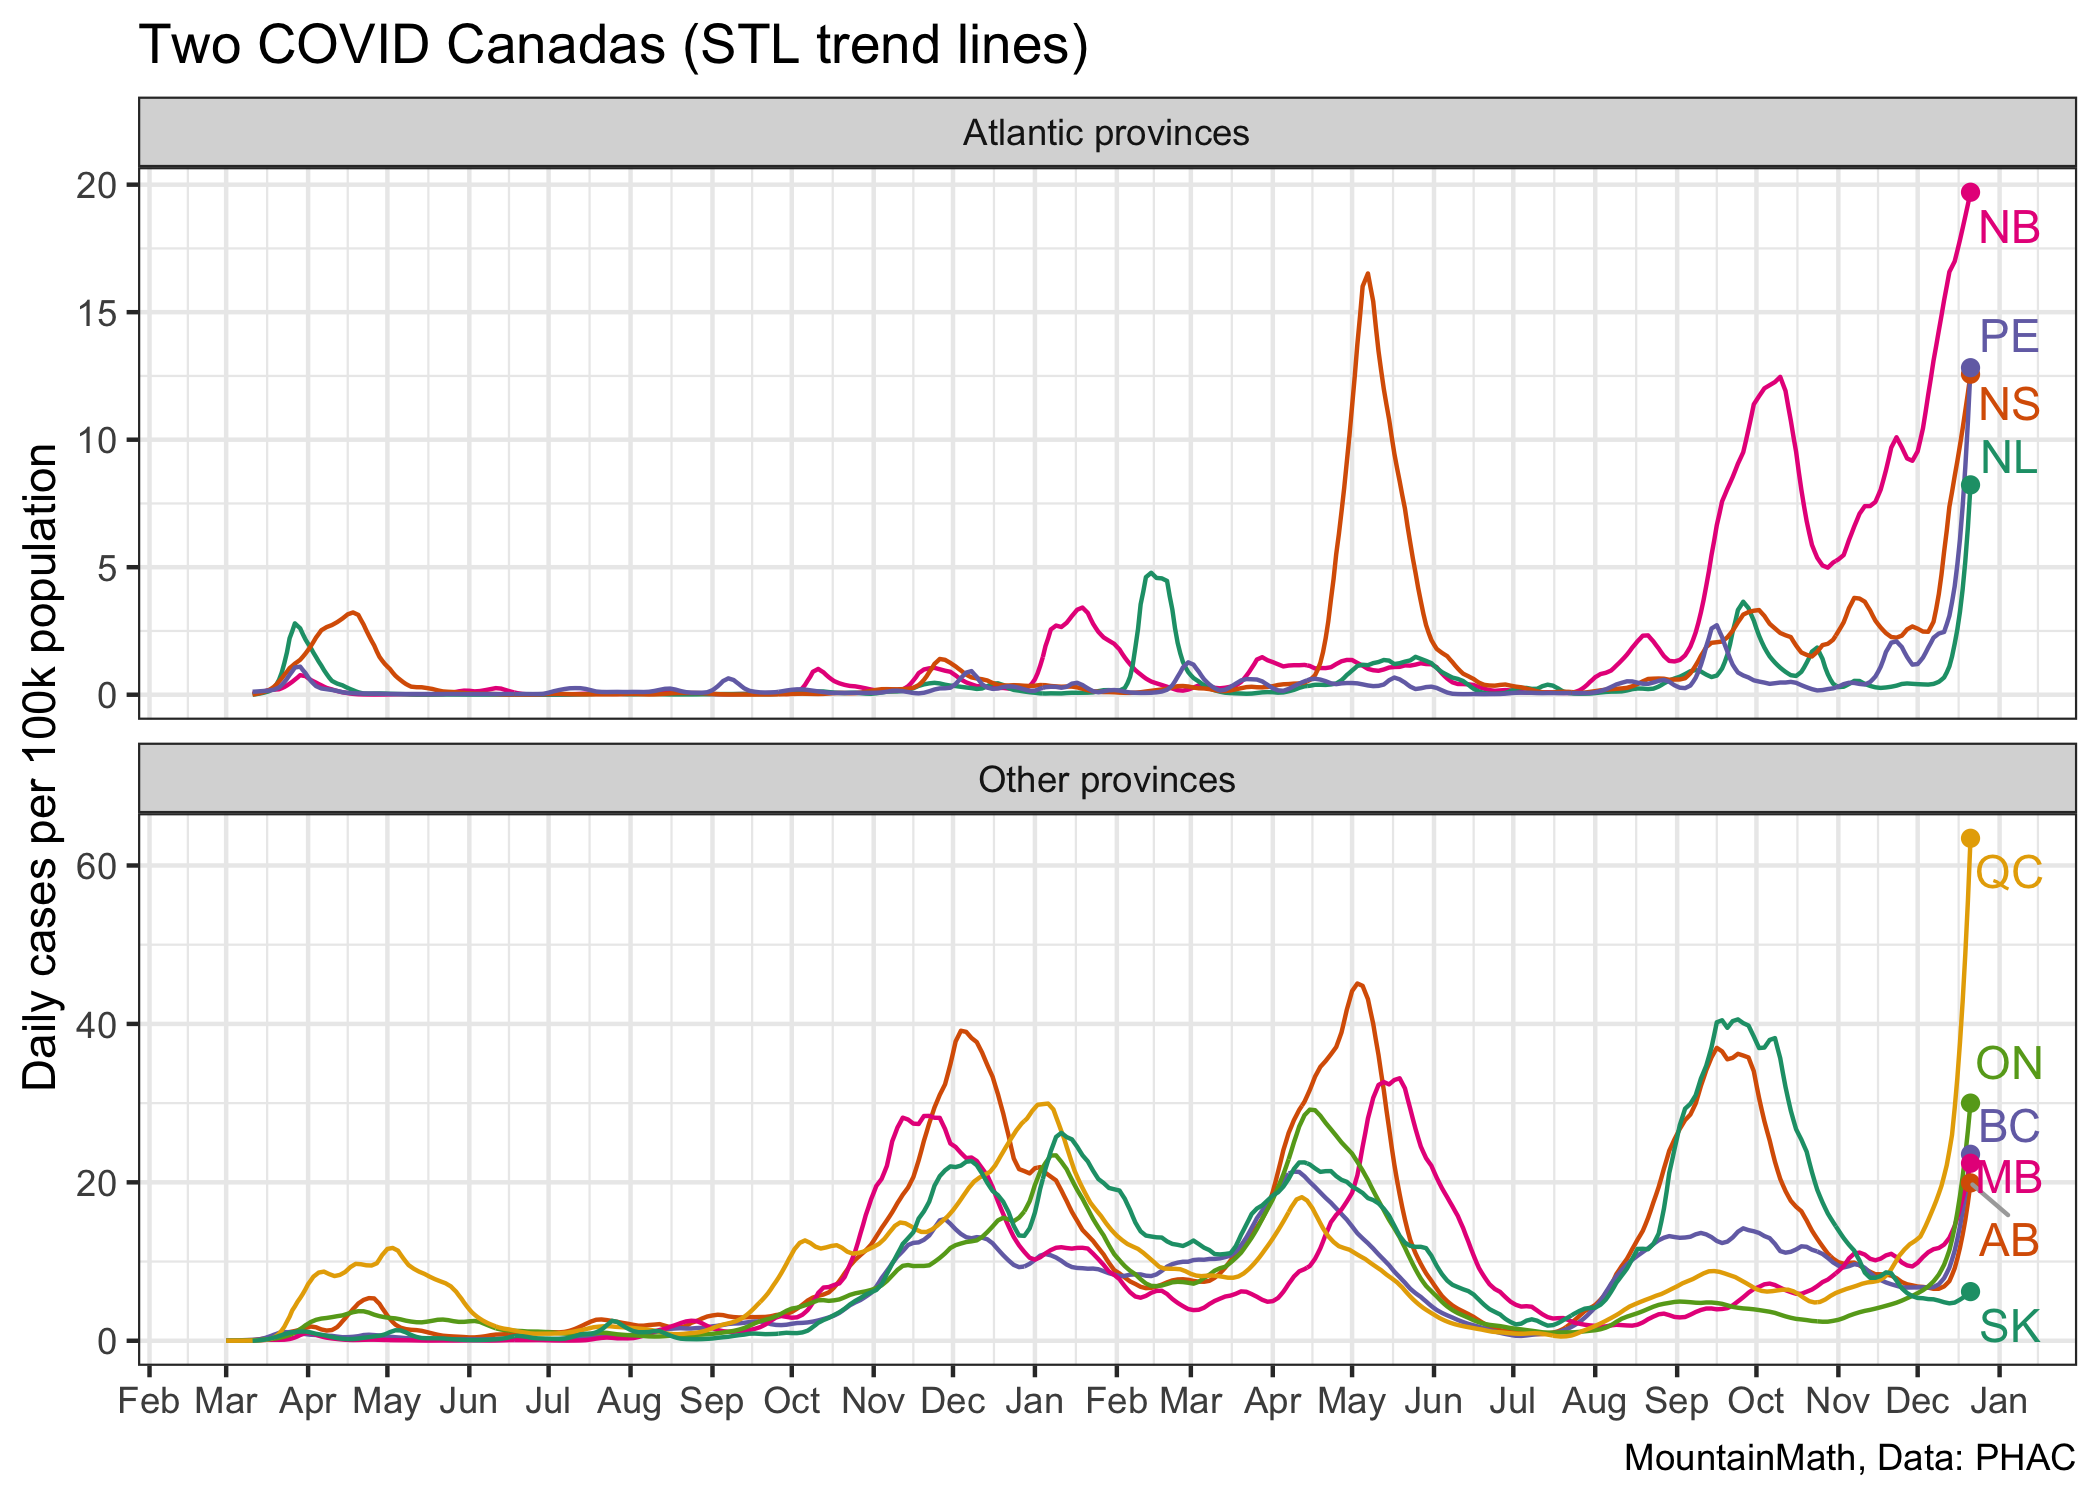 Two COVID Canadas (STL trend lines)
Atlantic provinces
20
15
10
5
0
NB
PE
NS
NL
Daily cases per 100k population
Other provinces
60
40
20
0
QC
ON
BC
MB
AB
SK
Feb Mar Apr May Jun Jul Aug Sep Oct Nov Dec Jan Feb Mar Apr May Jun Jul Aug Sep Oct Nov Dec Jan
MountainMath, Data: PHAC